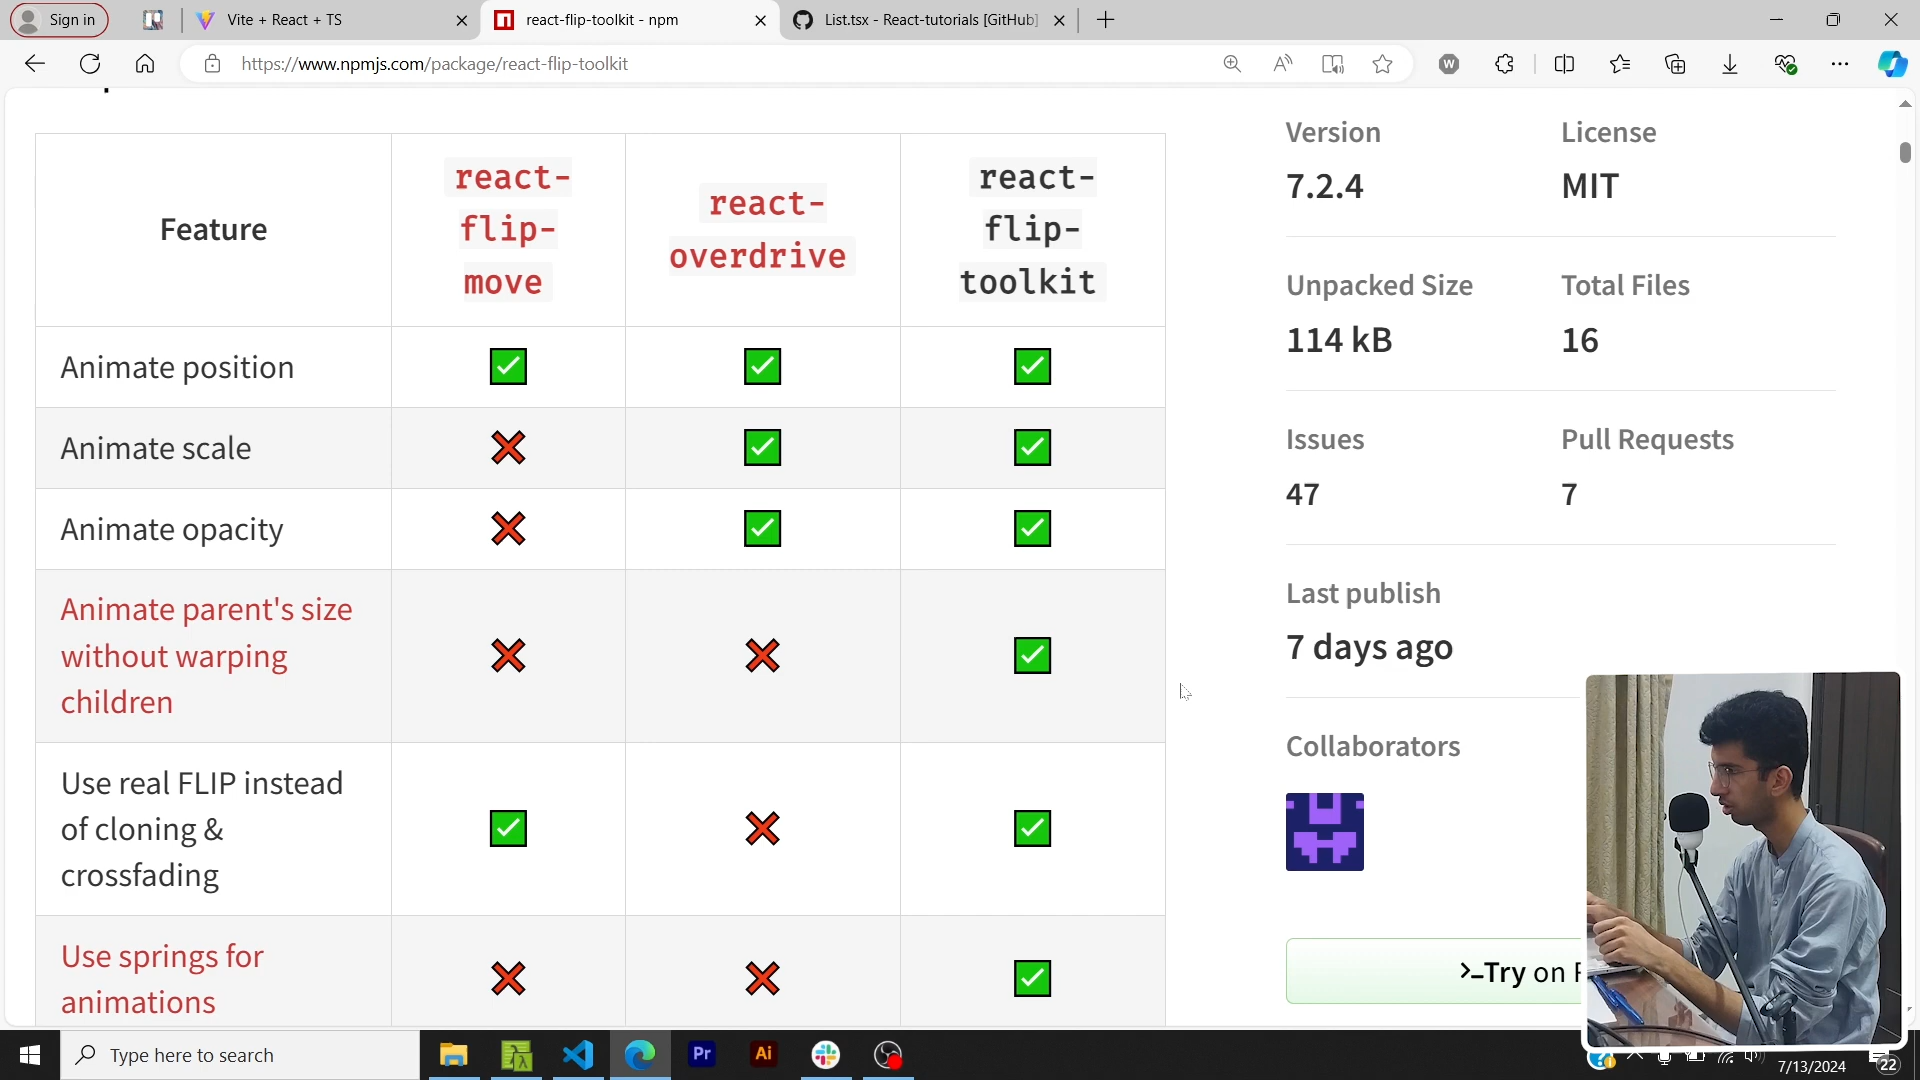 Sign in
Vite + React + TS
react-flip-toolkit - npm
List.tsx - React-tutorials [GitHub]
https://www.npmjs.com/package/react-flip-toolkit
W
Feature
react-
flip-
move
react-
overdrive
react-
flip-
toolkit
Animate position
Animate scale
Animate opacity
Animate parent's size
without warping
children
Use real FLIP instead
of cloning &
crossfading
Use springs for
animations
Version
License
7.2.4
MIT
Unpacked Size
Total Files
114 kB
16
Issues
Pull Requests
47
7
Last publish
7 days ago
Collaborators
>_Try on
Type here to search
Pr
Ai
7/13/2024
22